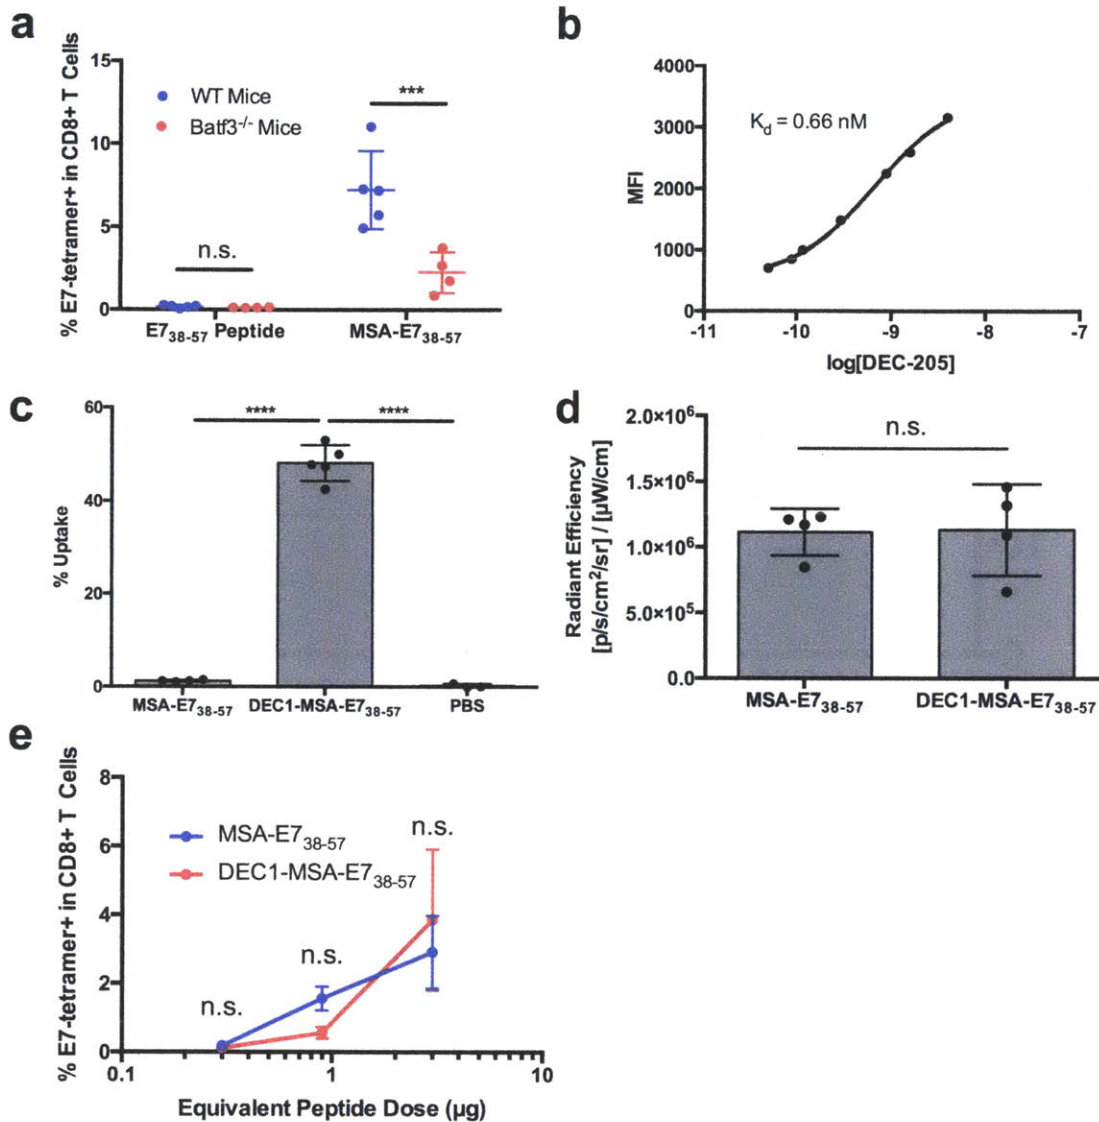 a
% E7-tetramer+ in CD8+ T Cells
15
10
5
0
WT Mice
Batf3-/- Mice
n.s.
***
E738-57 Peptide
MSA-E738-57
b
MFI
4000
3000
2000
1000
0
Kd = 0.66 nM
-11
-10
-9
-8
-7
log[DEC-205]
c
% Uptake
60
40
20
0
****
****
MSA-E738-57
DEC1-MSA-E738-57
PBS
d
Radiant Efficiency
[p/s/cm²/sr] / [µW/cm]
2.0×10⁶
1.5×10⁶
1.0×10⁶
5.0×10⁵
0.0
n.s.
MSA-E738-57
DEC1-MSA-E738-57
e
% E7-tetramer+ in CD8+ T Cells
8
6
4
2
0
MSA-E738-57
DEC1-MSA-E738-57
n.s.
n.s.
n.s.
0.1
1
10
Equivalent Peptide Dose (µg)